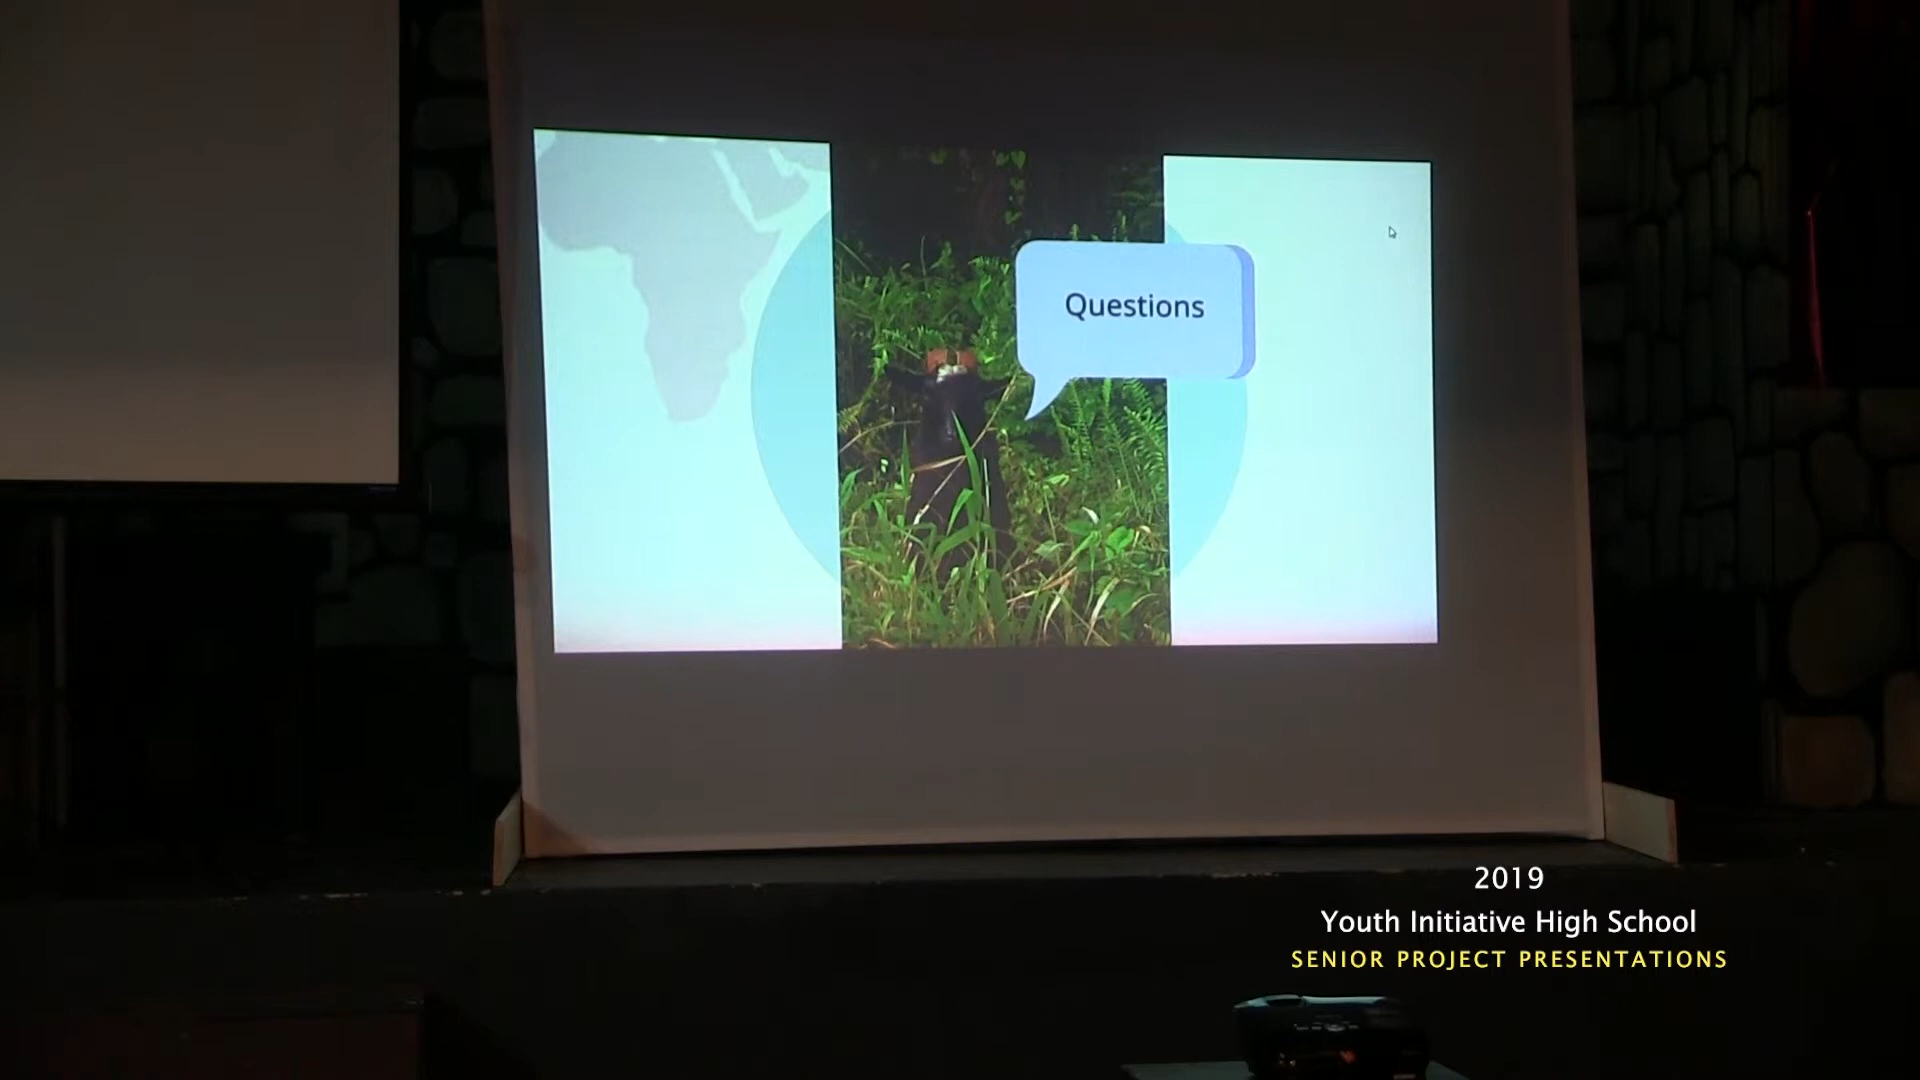 Questions
2019
Youth Initiative High School
SENIOR PROJECT PRESENTATIONS